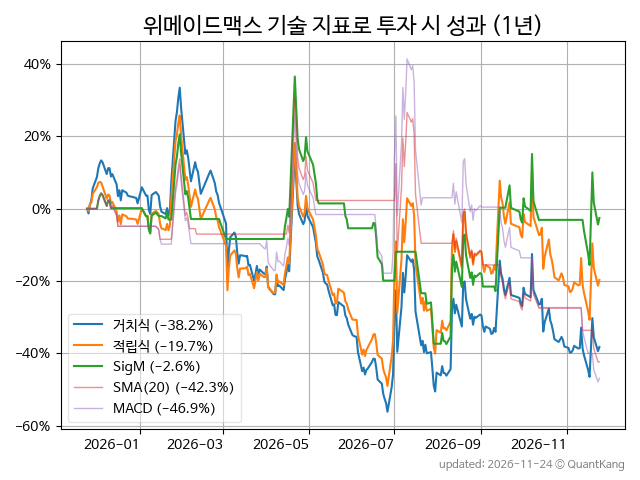 위메이드맥스 기술 지표로 투자 시 성과 (1년)
40%
20%
0%
−20%
−40%
−60%
거치식 (−38.2%)
적립식 (−19.7%)
SigM (−2.6%)
SMA(20) (−42.3%)
MACD (−46.9%)
2026−01
2026−03
2026−05
2026−07
2026−09
2026−11
updated: 2026-11-24 © QuantKang